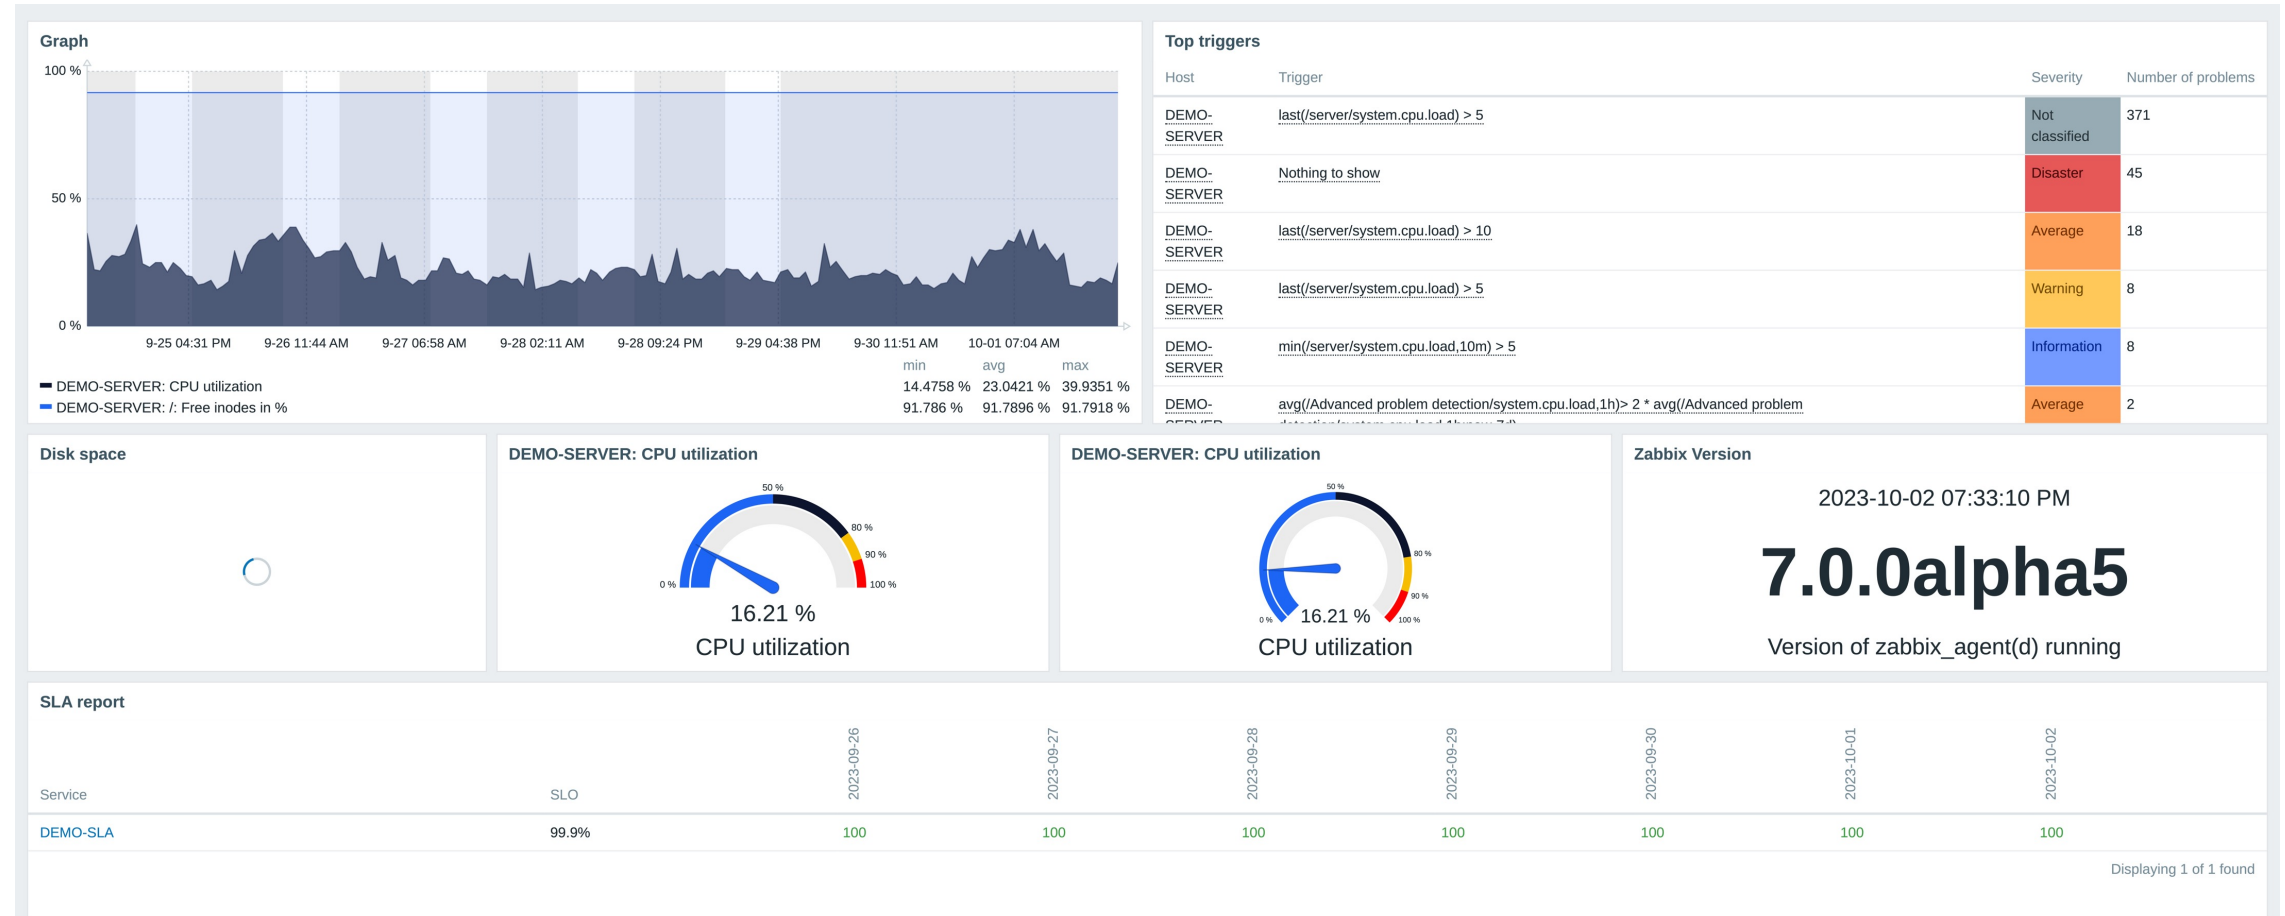 Graph
100 %
50 %
0 %
9-25 04:31 PM 9-26 11:44 AM 9-27 06:58 AM 9-28 02:11 AM 9-28 09:24 PM 9-29 04:38 PM 9-30 11:51 AM 10-01 07:04 AM
min avg max
DEMO-SERVER: CPU utilization 14.4758 % 23.0421 % 39.9351 %
DEMO-SERVER: /: Free inodes in % 91.786 % 91.7896 % 91.7918 %
Top triggers
Host Trigger Severity Number of problems
DEMO- last(/server/system.cpu.load) > 5 Not 371
SERVER classified
DEMO- Nothing to show Disaster 45
SERVER
DEMO- last(/server/system.cpu.load) > 10 Average 18
SERVER
DEMO- last(/server/system.cpu.load) > 5 Warning 8
SERVER
DEMO- min(/server/system.cpu.load,10m) > 5 Information 8
SERVER
DEMO- avg(/Advanced problem detection/system.cpu.load,1h)> 2 * avg(/Advanced problem Average 2
Disk space
DEMO-SERVER: CPU utilization
50 %
80 %
90 %
0 % 100 %
16.21 %
CPU utilization
DEMO-SERVER: CPU utilization
50 %
80 %
90 %
0 % 16.21 % 100 %
CPU utilization
Zabbix Version
2023-10-02 07:33:10 PM
7.0.0alpha5
Version of zabbix_agent(d) running
SLA report
Service SLO 2023-09-26 2023-09-27 2023-09-28 2023-09-29 2023-09-30 2023-10-01 2023-10-02
DEMO-SLA 99.9% 100 100 100 100 100 100 100
Displaying 1 of 1 found